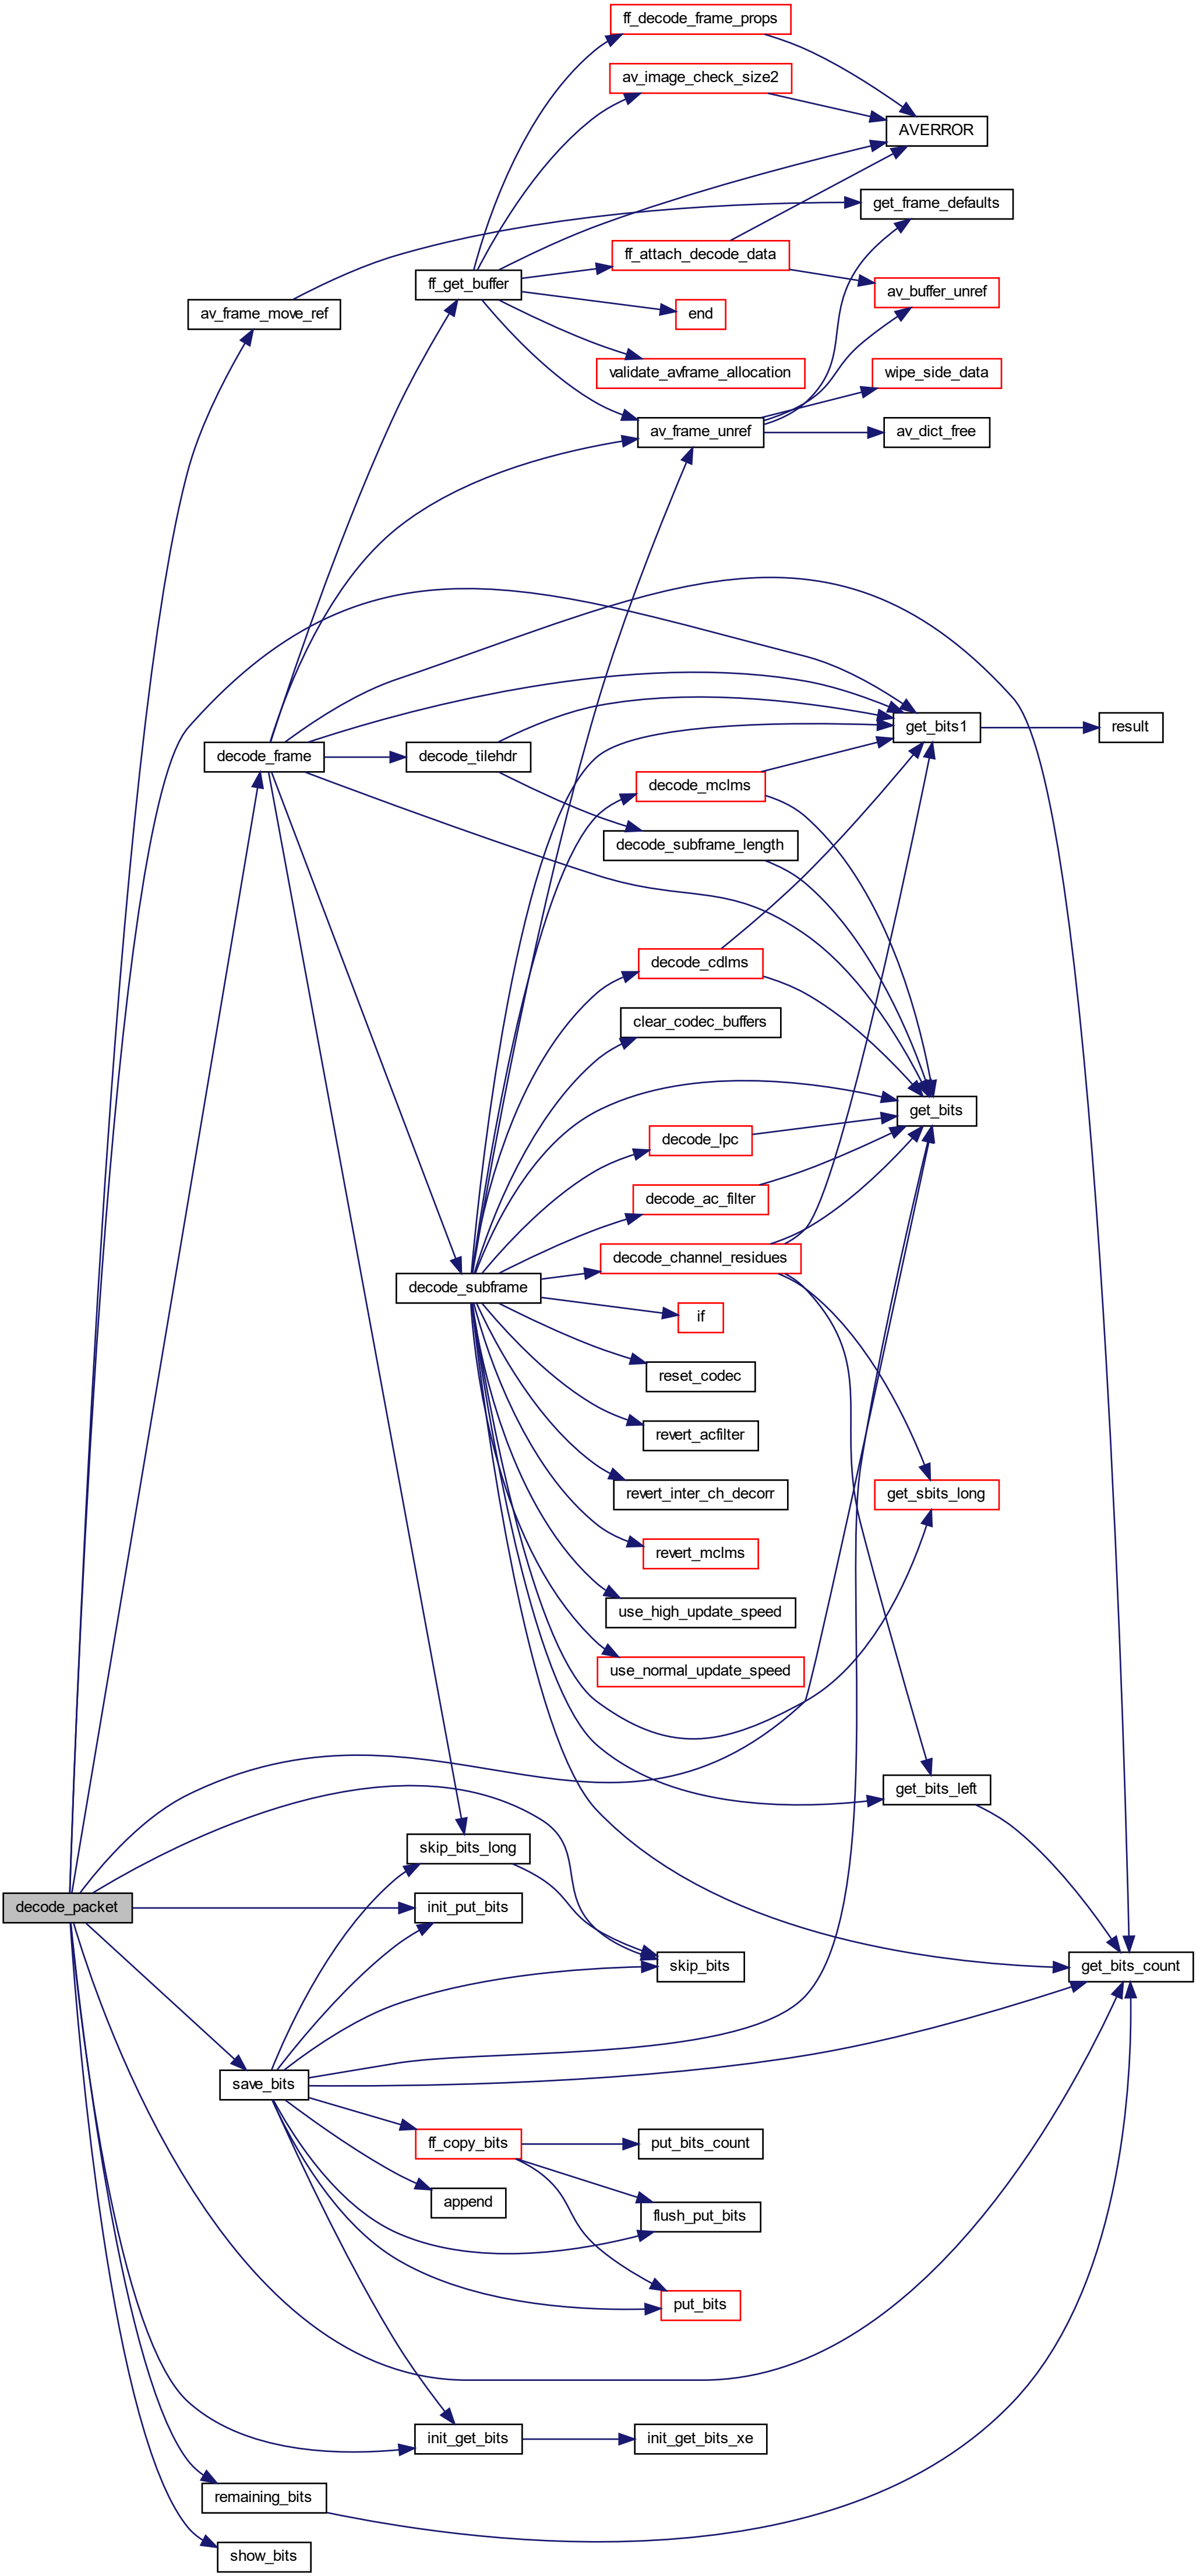 ff_decode_frame_props
av_image_check_size2
AVERROR
get_frame_defaults
ff_attach_decode_data
ff_get_buffer
av_buffer_unref
av_frame_move_ref
end
validate_avframe_allocation
wipe_side_data
av_frame_unref
av_dict_free
get_bits1
result
decode_frame
decode_tilehdr
decode_mclms
decode_subframe_length
decode_cdlms
clear_codec_buffers
get_bits
decode_lpc
decode_ac_filter
decode_channel_residues
decode_subframe
if
reset_codec
revert_acfilter
revert_inter_ch_decorr
get_sbits_long
revert_mclms
use_high_update_speed
use_normal_update_speed
get_bits_left
skip_bits_long
decode_packet
init_put_bits
skip_bits
get_bits_count
save_bits
ff_copy_bits
put_bits_count
append
flush_put_bits
put_bits
init_get_bits
init_get_bits_xe
remaining_bits
show_bits